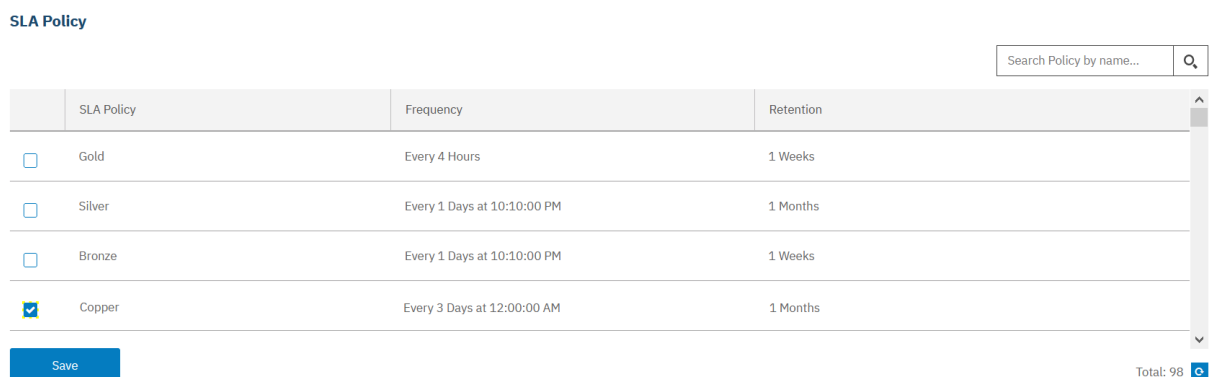 SLA Policy
Search Policy by name...
SLA Policy Frequency Retention
Gold Every 4 Hours 1 Weeks
Silver Every 1 Days at 10:10:00 PM 1 Months
Bronze Every 1 Days at 10:10:00 PM 1 Weeks
Copper Every 3 Days at 12:00:00 AM 1 Months
Save
Total: 98